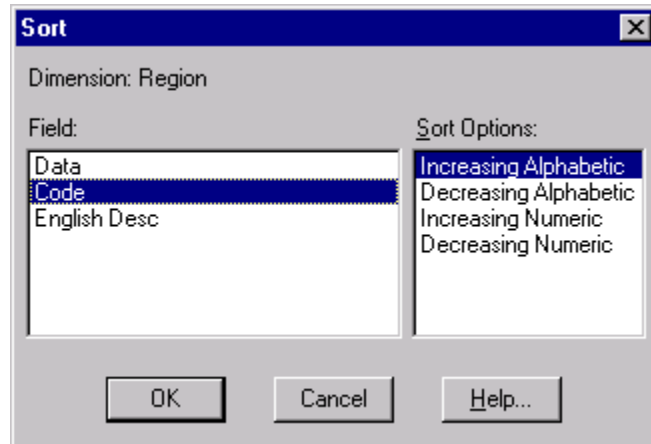 Sort
Dimension: Region
Field:
Data
Code
English Desc
Sort Options:
Increasing Alphabetic
Decreasing Alphabetic
Increasing Numeric
Decreasing Numeric
OK
Cancel
Help...